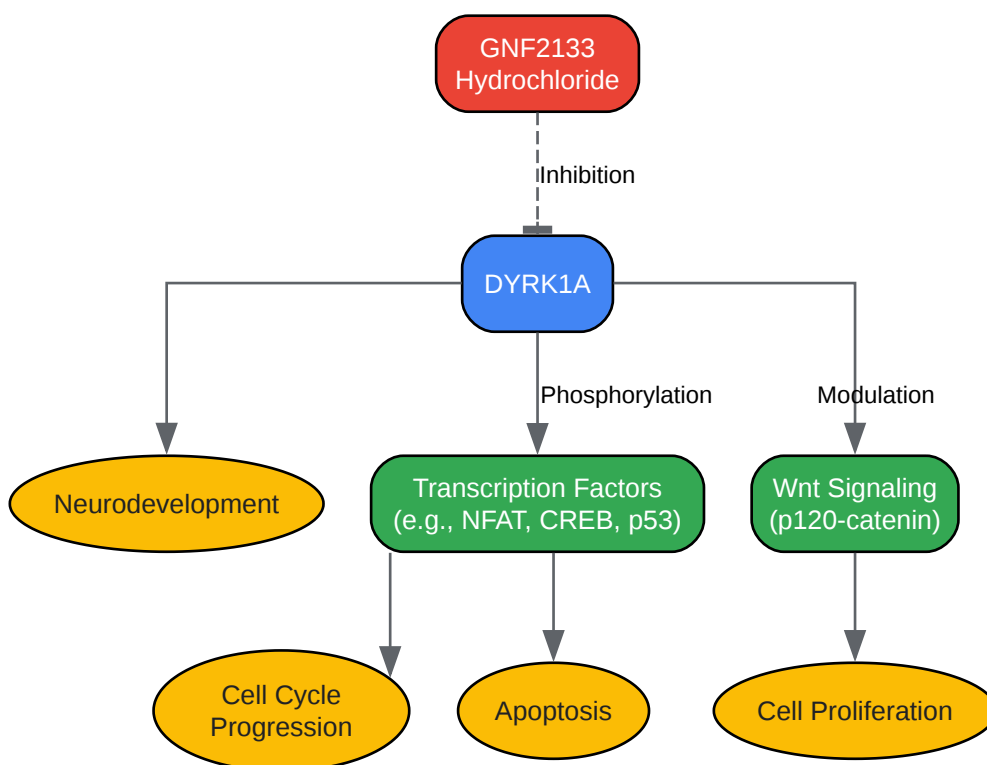 GNF2133
Hydrochloride
Inhibition
DYRK1A
Phosphorylation
Modulation
Neurodevelopment
Transcription Factors
(e.g., NFAT, CREB, p53)
Wnt Signaling
(p120-catenin)
Cell Cycle
Progression
Apoptosis
Cell Proliferation